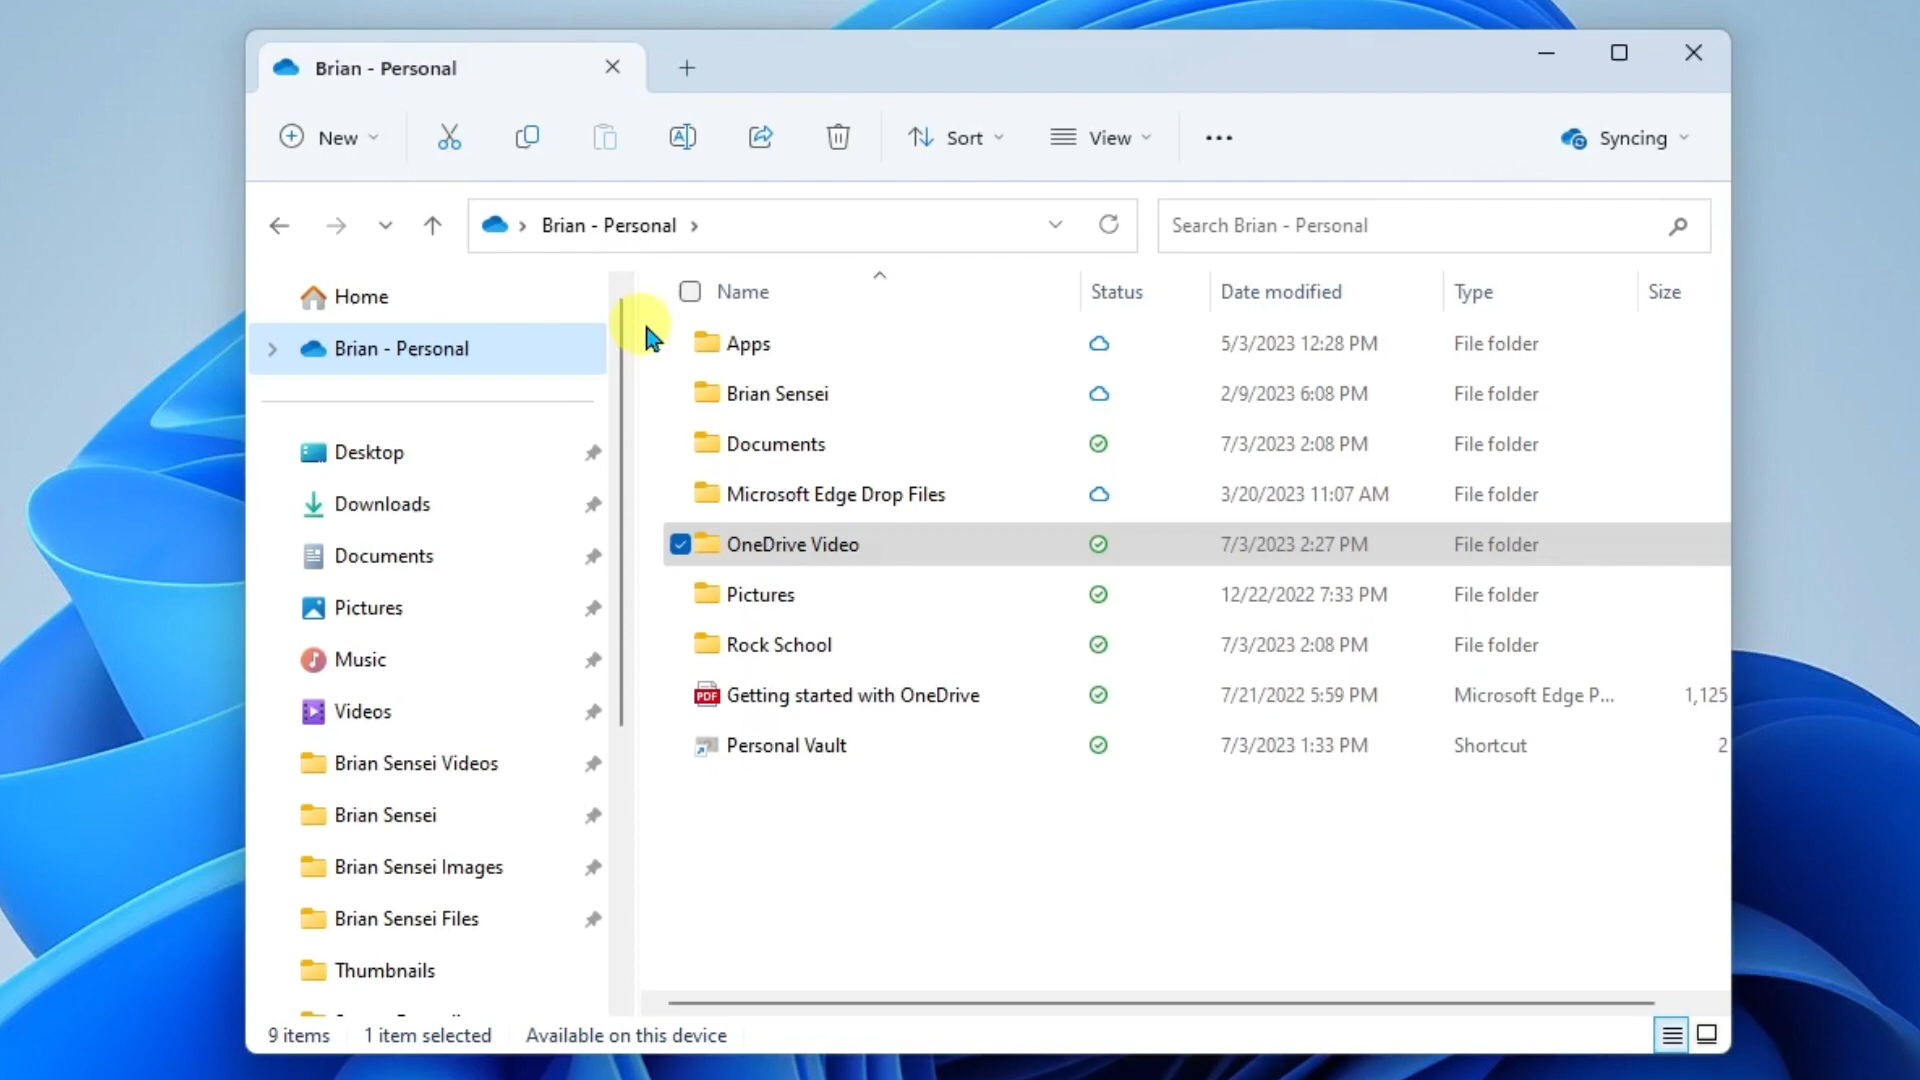 Brian - Personal
New
Sort
View
Syncing
Brian - Personal
Search Brian - Personal
Home
Brian - Personal
Desktop
Downloads
Documents
Pictures
Music
Videos
Brian Sensei Videos
Brian Sensei
Brian Sensei Images
Brian Sensei Files
Thumbnails
Name Status Date modified Type Size
Apps 5/3/2023 12:28 PM File folder
Brian Sensei 2/9/2023 6:08 PM File folder
Documents 7/3/2023 2:08 PM File folder
Microsoft Edge Drop Files 3/20/2023 11:07 AM File folder
OneDrive Video 7/3/2023 2:27 PM File folder
Pictures 12/22/2022 7:33 PM File folder
Rock School 7/3/2023 2:08 PM File folder
PDF Getting started with OneDrive 7/21/2022 5:59 PM Microsoft Edge P... 1,125
Personal Vault 7/3/2023 1:33 PM Shortcut 2
9 items 1 item selected Available on this device